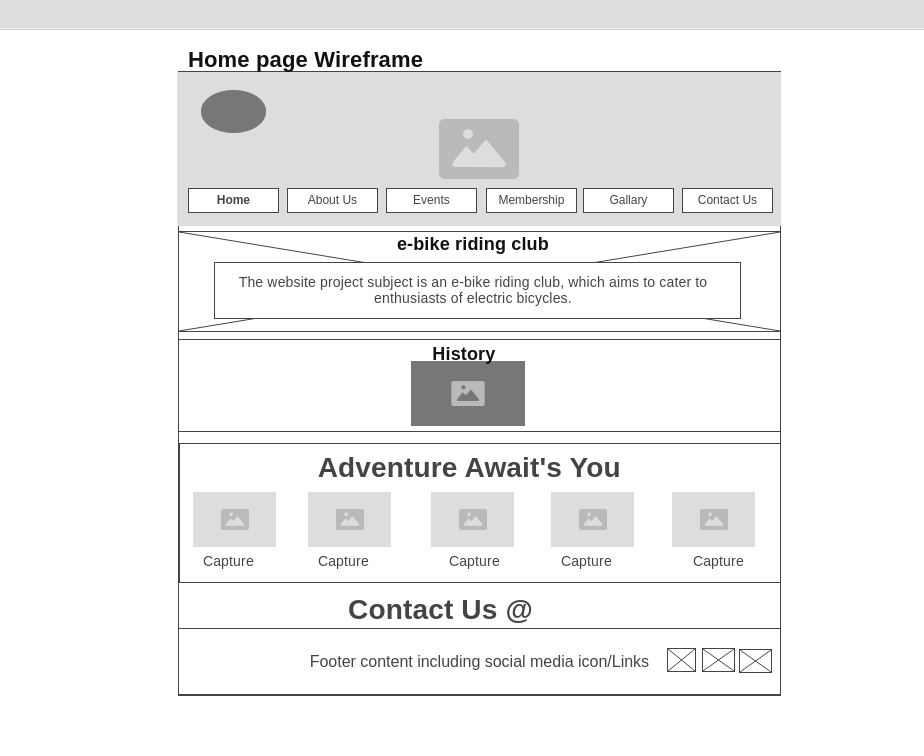 Home page Wireframe
Home About Us Events Membership Gallary Contact Us
e-bike riding club
The website project subject is an e-bike riding club, which aims to cater to
enthusiasts of electric bicycles.
History
Adventure Await's You
Capture Capture Capture Capture Capture
Contact Us @
Footer content including social media icon/Links